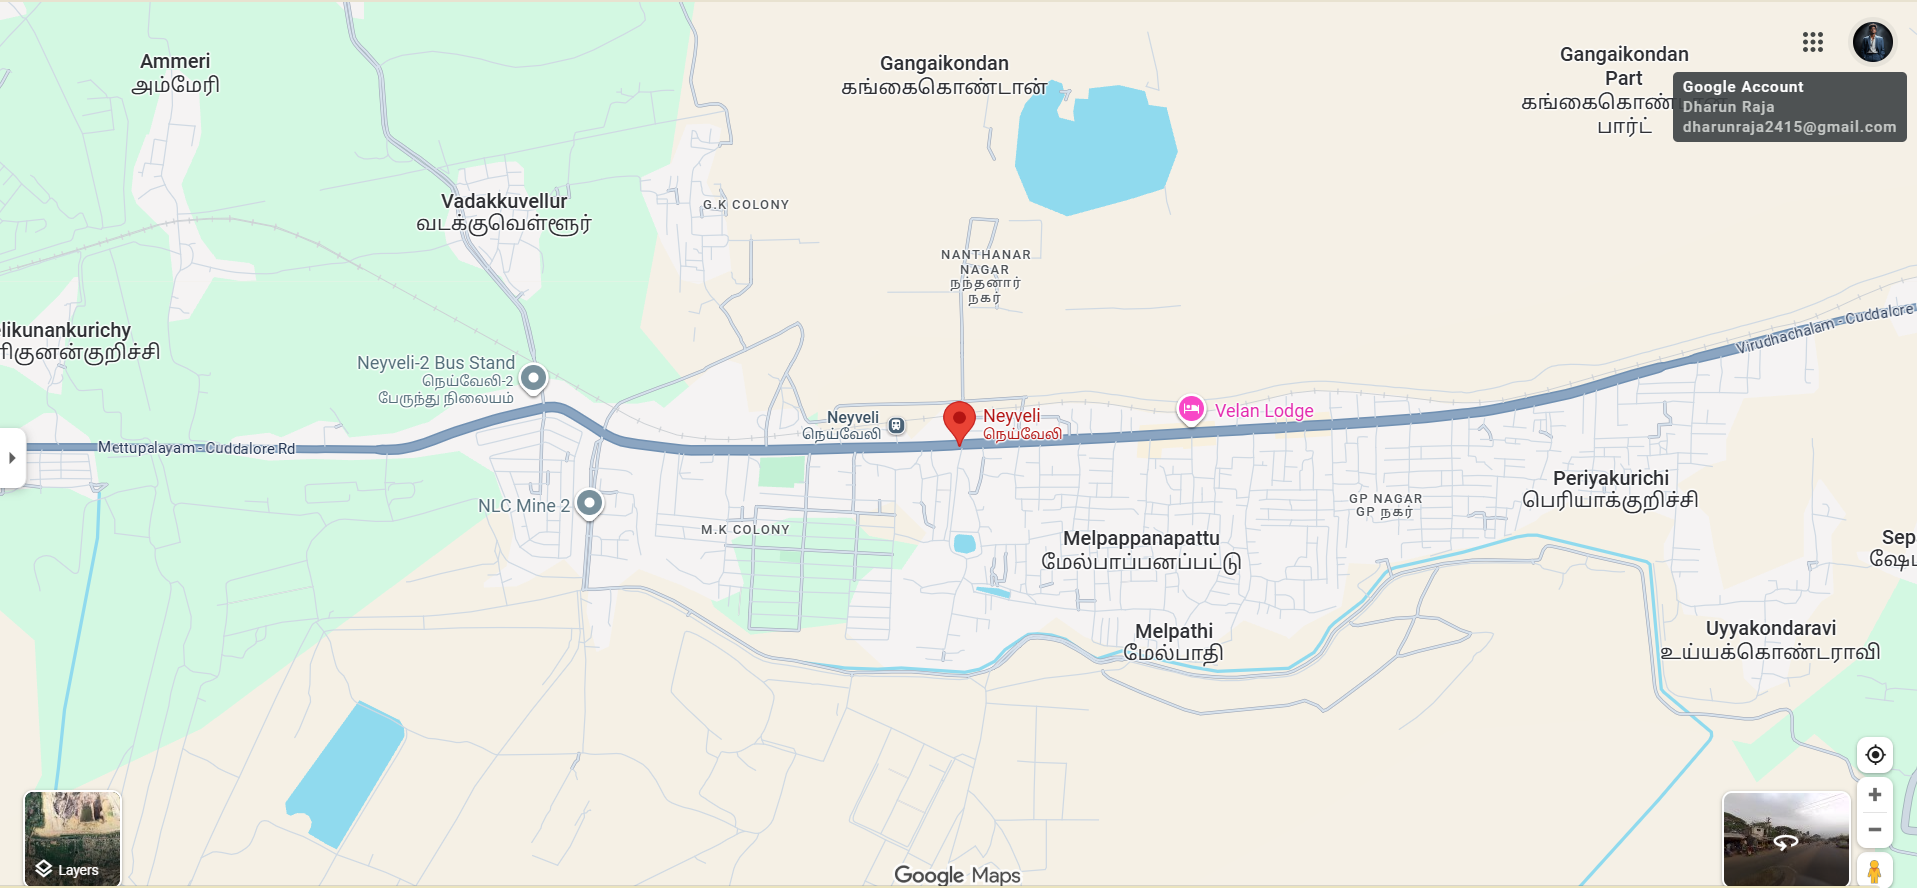 Ammeri
அம்மேரி
Gangaikondan
கங்கைகொண்டான்
Gangaikondan
Part
கங்கைகொண்
பார்ட்
Google Account
Dharun Raja
dharunraja2415@gmail.com
Vadakkuvellur
வடக்குவெள்ளூர்
G.K COLONY
NANTHANAR
NAGAR
நந்தனார்
நகர்
likunankurichy
ரிகுனன்குறிச்சி
Virudhachalam - Cuddalore
Neyveli-2 Bus Stand
நெய்வேலி-2
பேருந்து நிலையம்
Neyveli
நெய்வேலி
Neyveli
நெய்வேலி
Velan Lodge
Mettupalayam - Cuddalore Rd
NLC Mine 2
M.K COLONY
GP NAGAR
GP நகர்
Periyakurichi
பெரியாக்குறிச்சி
Melpappanapattu
மேல்பாப்பனப்பட்டு
Sep
ஷேப
Melpathi
மேல்பாதி
Uyyakondaravi
உய்யக்கொண்டராவி
Layers
Google Maps